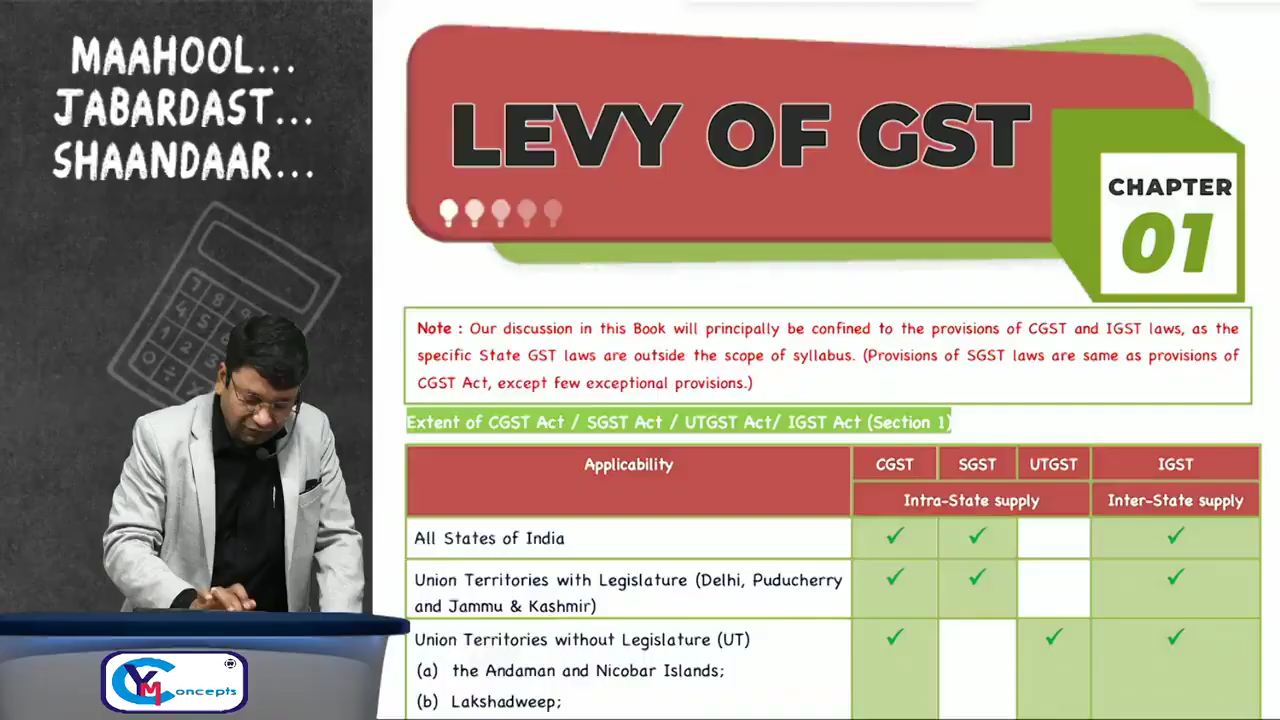 MAAHOOL...
JABARDAST...
SHAANDAAR...
LEVY OF GST
CHAPTER
01
Note : Our discussion in this Book will principally be confined to the provisions of CGST and IGST laws, as the
specific State GST laws are outside the scope of syllabus. (Provisions of SGST laws are same as provisions of
CGST Act, except few exceptional provisions.)
Extent of CGST Act / SGST Act / UTGST Act/ IGST Act (Section 1)
Applicability CGST SGST UTGST IGST
Intra-State supply Inter-State supply
All States of India ✓ ✓ ✓
Union Territories with Legislature (Delhi, Puducherry ✓ ✓ ✓
and Jammu & Kashmir)
Union Territories without Legislature (UT) ✓ ✓ ✓
(a) the Andaman and Nicobar Islands;
(b) Lakshadweep;
CYM Concepts ®